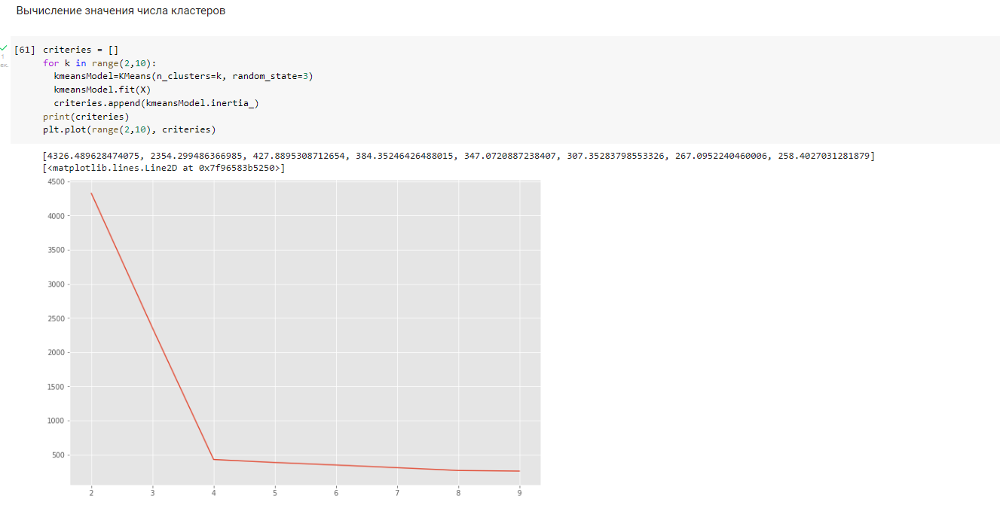 Вычисление значения числа кластеров
[61] criteries = []
for k in range(2,10):
kmeansModel=KMeans(n_clusters=k, random_state=3)
kmeansModel.fit(X)
criteries.append(kmeansModel.inertia_)
print(criteries)
plt.plot(range(2,10), criteries)
1
ек.
[4326.489628474075, 2354.299486366985, 427.8895308712654, 384.35246426488015, 347.0720887238407, 307.35283798553326, 267.0952240460006, 258.4027031281879]
[<matplotlib.lines.Line2D at 0x7f96583b5250>]
4500
4000
3500
3000
2500
2000
1500
1000
500
2 3 4 5 6 7 8 9